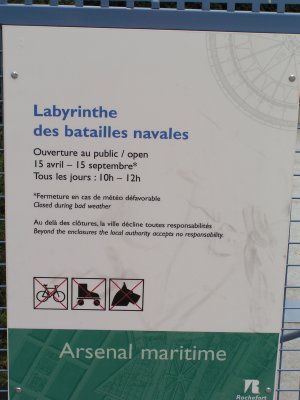 Labyrinthe
des batailles navales
Ouverture au public / open
15 avril – 15 septembre*
Tous les jours : 10h – 12h
*Fermeture en cas de météo défavorable
Closed during bad weather
Au delà des clôtures, la ville décline toutes responsabilités
Beyond the enclosures the local authority accepts no responsability.
Arsenal maritime
Rochefort